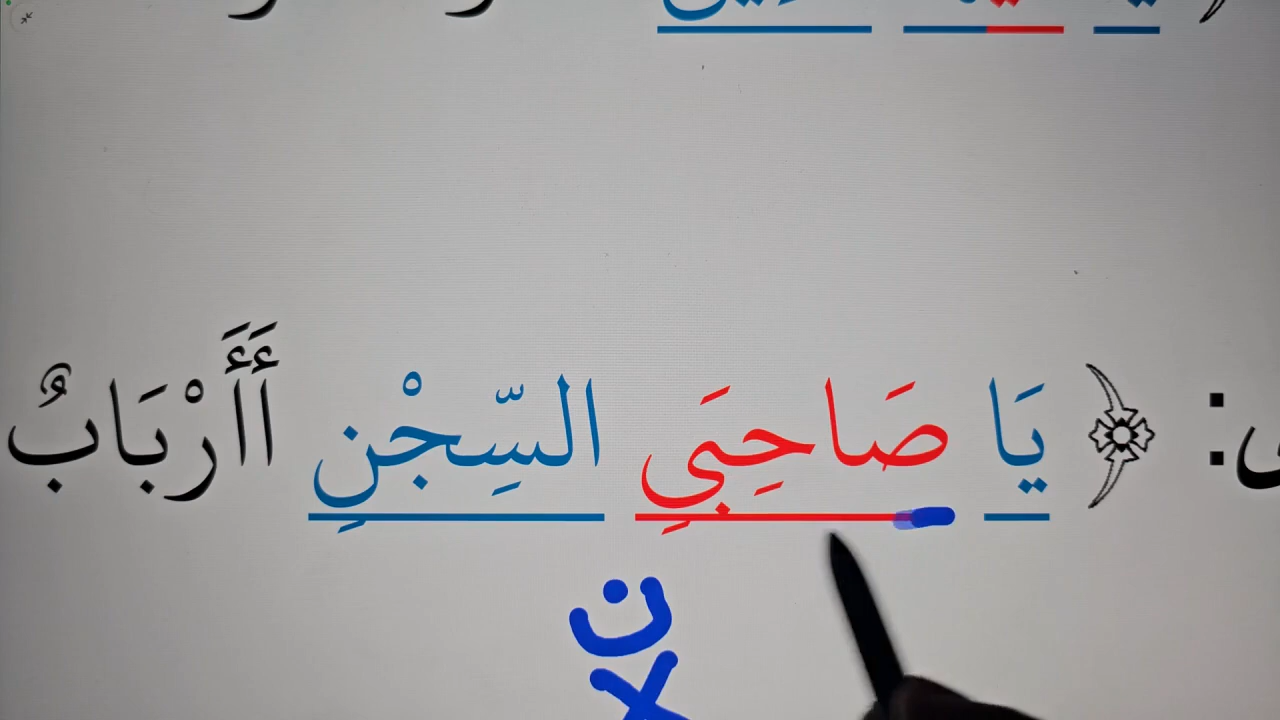 ﴿ يَا صَاحِبَيِ السِّجْنِ أَأَرْبَابٌ
ن